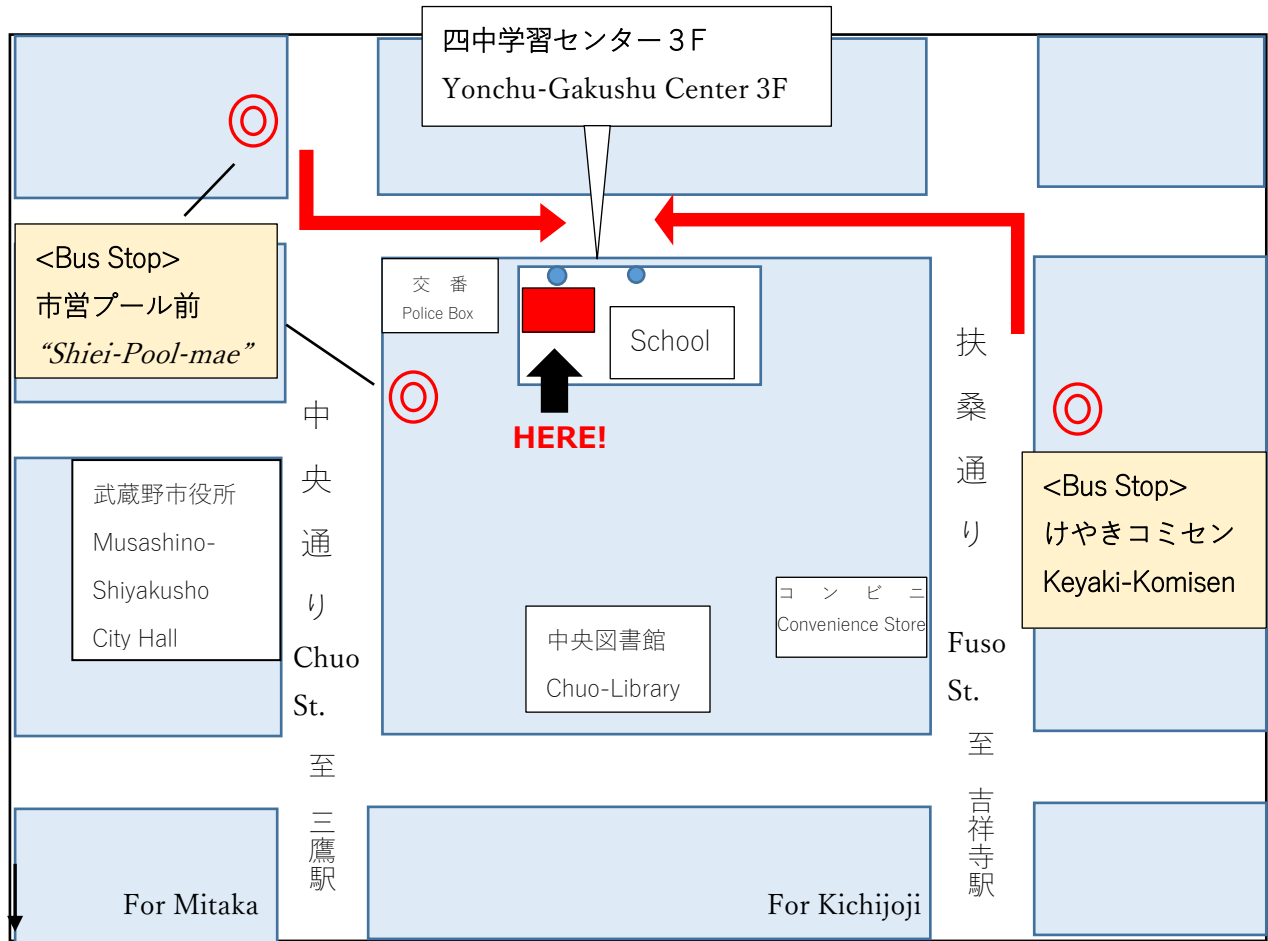 四中学習センター３F
Yonchu-Gakushu Center 3F
<Bus Stop>
市営プール前
“Shiei-Pool-mae”
交 番
Police Box
School
HERE!
扶桑通り
Fuso
St.
至 吉祥寺駅
中央通り
Chuo
St.
至 三鷹駅
武蔵野市役所
Musashino-
Shiyakusho
City Hall
<Bus Stop>
けやきコミセン
Keyaki-Komisen
コ ン ビ ニ
Convenience Store
中央図書館
Chuo-Library
For Mitaka
For Kichijoji